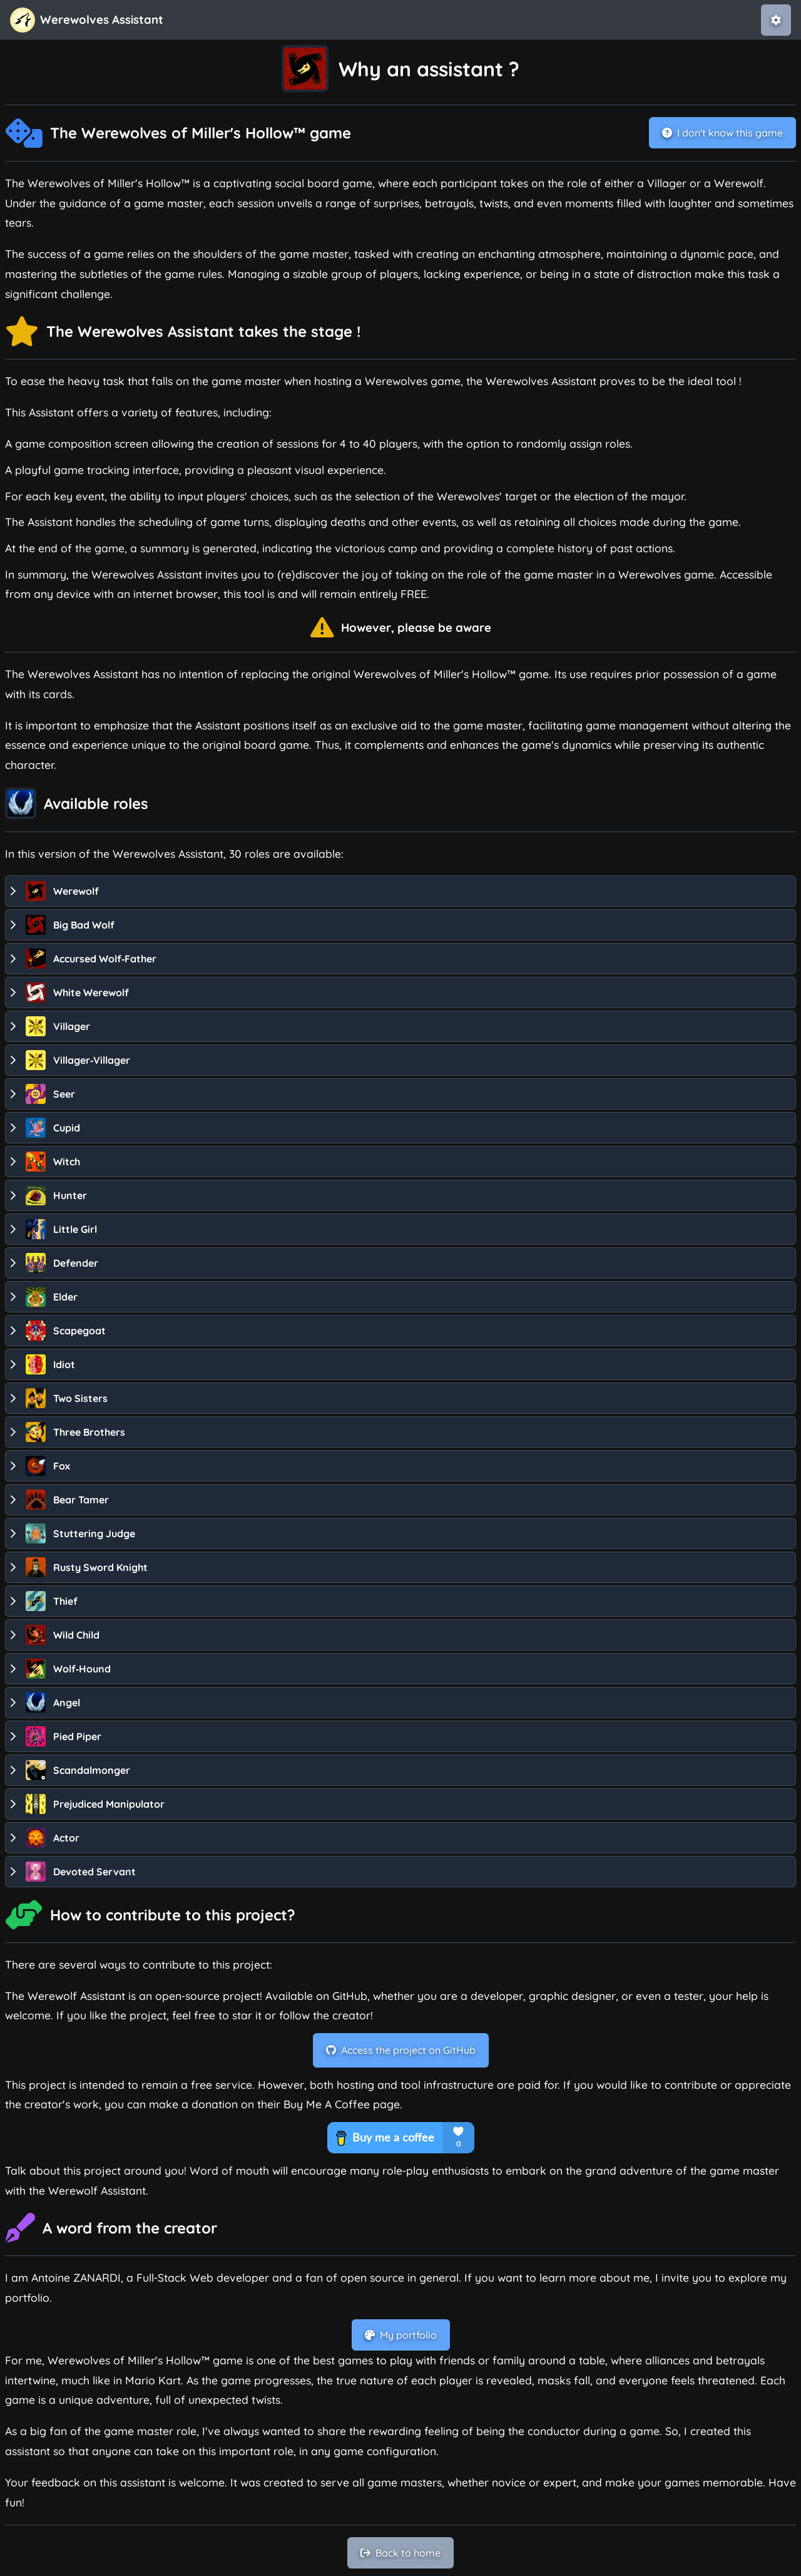 Werewolves Assistant
Why an assistant ?
The Werewolves of Miller's Hollow™ game
I don't know this game
The Werewolves of Miller's Hollow™ is a captivating social board game, where each participant takes on the role of either a Villager or a Werewolf.
Under the guidance of a game master, each session unveils a range of surprises, betrayals, twists, and even moments filled with laughter and sometimes
tears.
The success of a game relies on the shoulders of the game master, tasked with creating an enchanting atmosphere, maintaining a dynamic pace, and
mastering the subtleties of the game rules. Managing a sizable group of players, lacking experience, or being in a state of distraction make this task a
significant challenge.
The Werewolves Assistant takes the stage !
To ease the heavy task that falls on the game master when hosting a Werewolves game, the Werewolves Assistant proves to be the ideal tool !
This Assistant offers a variety of features, including:
A game composition screen allowing the creation of sessions for 4 to 40 players, with the option to randomly assign roles.
A playful game tracking interface, providing a pleasant visual experience.
For each key event, the ability to input players' choices, such as the selection of the Werewolves' target or the election of the mayor.
The Assistant handles the scheduling of game turns, displaying deaths and other events, as well as retaining all choices made during the game.
At the end of the game, a summary is generated, indicating the victorious camp and providing a complete history of past actions.
In summary, the Werewolves Assistant invites you to (re)discover the joy of taking on the role of the game master in a Werewolves game. Accessible
from any device with an internet browser, this tool is and will remain entirely FREE.
However, please be aware
The Werewolves Assistant has no intention of replacing the original Werewolves of Miller's Hollow™ game. Its use requires prior possession of a game
with its cards.
It is important to emphasize that the Assistant positions itself as an exclusive aid to the game master, facilitating game management without altering the
essence and experience unique to the original board game. Thus, it complements and enhances the game's dynamics while preserving its authentic
character.
Available roles
In this version of the Werewolves Assistant, 30 roles are available:
Werewolf
Big Bad Wolf
Accursed Wolf-Father
White Werewolf
Villager
Villager-Villager
Seer
Cupid
Witch
Hunter
Little Girl
Defender
Elder
Scapegoat
Idiot
Two Sisters
Three Brothers
Fox
Bear Tamer
Stuttering Judge
Rusty Sword Knight
Thief
Wild Child
Wolf-Hound
Angel
Pied Piper
Scandalmonger
Prejudiced Manipulator
Actor
Devoted Servant
How to contribute to this project?
There are several ways to contribute to this project:
The Werewolf Assistant is an open-source project! Available on GitHub, whether you are a developer, graphic designer, or even a tester, your help is
welcome. If you like the project, feel free to star it or follow the creator!
Access the project on GitHub
This project is intended to remain a free service. However, both hosting and tool infrastructure are paid for. If you would like to contribute or appreciate
the creator's work, you can make a donation on their Buy Me A Coffee page.
Buy me a coffee
0
Talk about this project around you! Word of mouth will encourage many role-play enthusiasts to embark on the grand adventure of the game master
with the Werewolf Assistant.
A word from the creator
I am Antoine ZANARDI, a Full-Stack Web developer and a fan of open source in general. If you want to learn more about me, I invite you to explore my
portfolio.
My portfolio
For me, Werewolves of Miller's Hollow™ game is one of the best games to play with friends or family around a table, where alliances and betrayals
intertwine, much like in Mario Kart. As the game progresses, the true nature of each player is revealed, masks fall, and everyone feels threatened. Each
game is a unique adventure, full of unexpected twists.
As a big fan of the game master role, I've always wanted to share the rewarding feeling of being the conductor during a game. So, I created this
assistant so that anyone can take on this important role, in any game configuration.
Your feedback on this assistant is welcome. It was created to serve all game masters, whether novice or expert, and make your games memorable. Have
fun!
Back to home